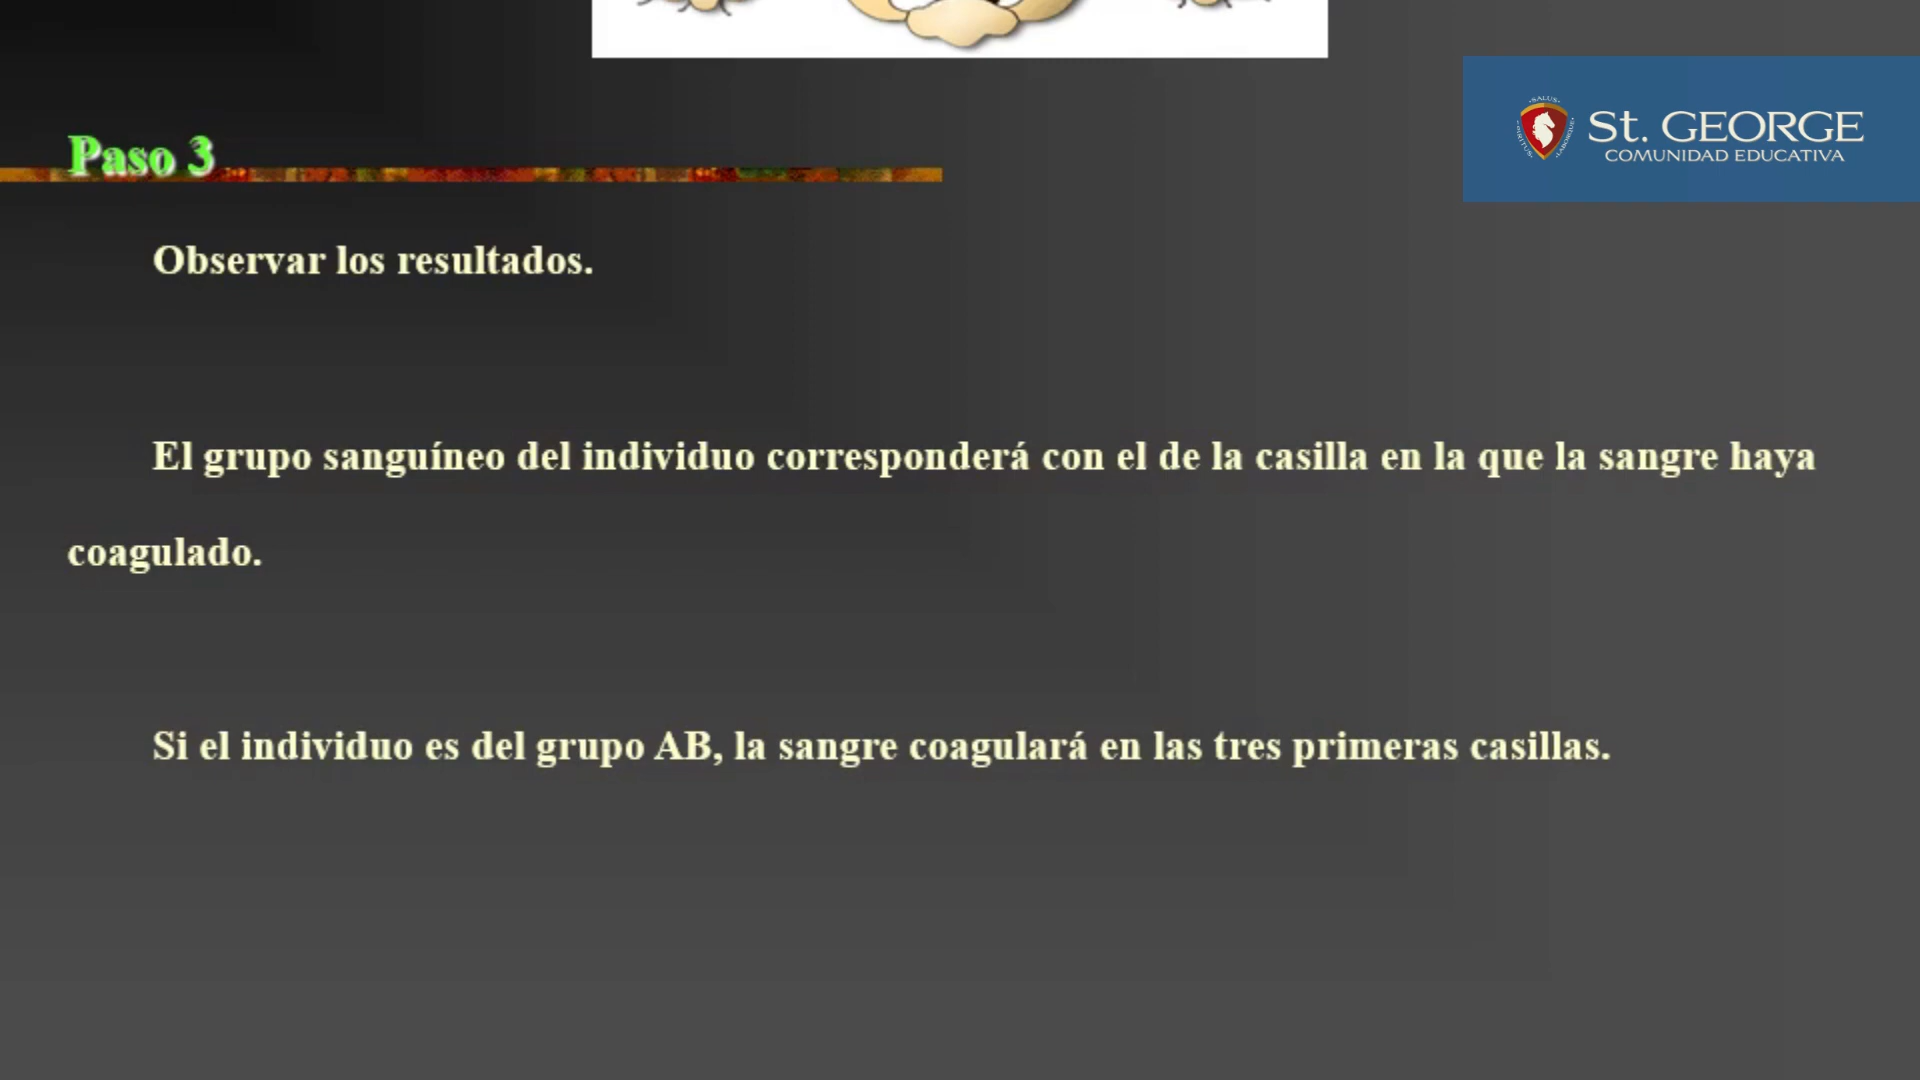 St. GEORGE
COMUNIDAD EDUCATIVA
Paso 3
Observar los resultados.
El grupo sanguíneo del individuo corresponderá con el de la casilla en la que la sangre haya
coagulado.
Si el individuo es del grupo AB, la sangre coagulará en las tres primeras casillas.